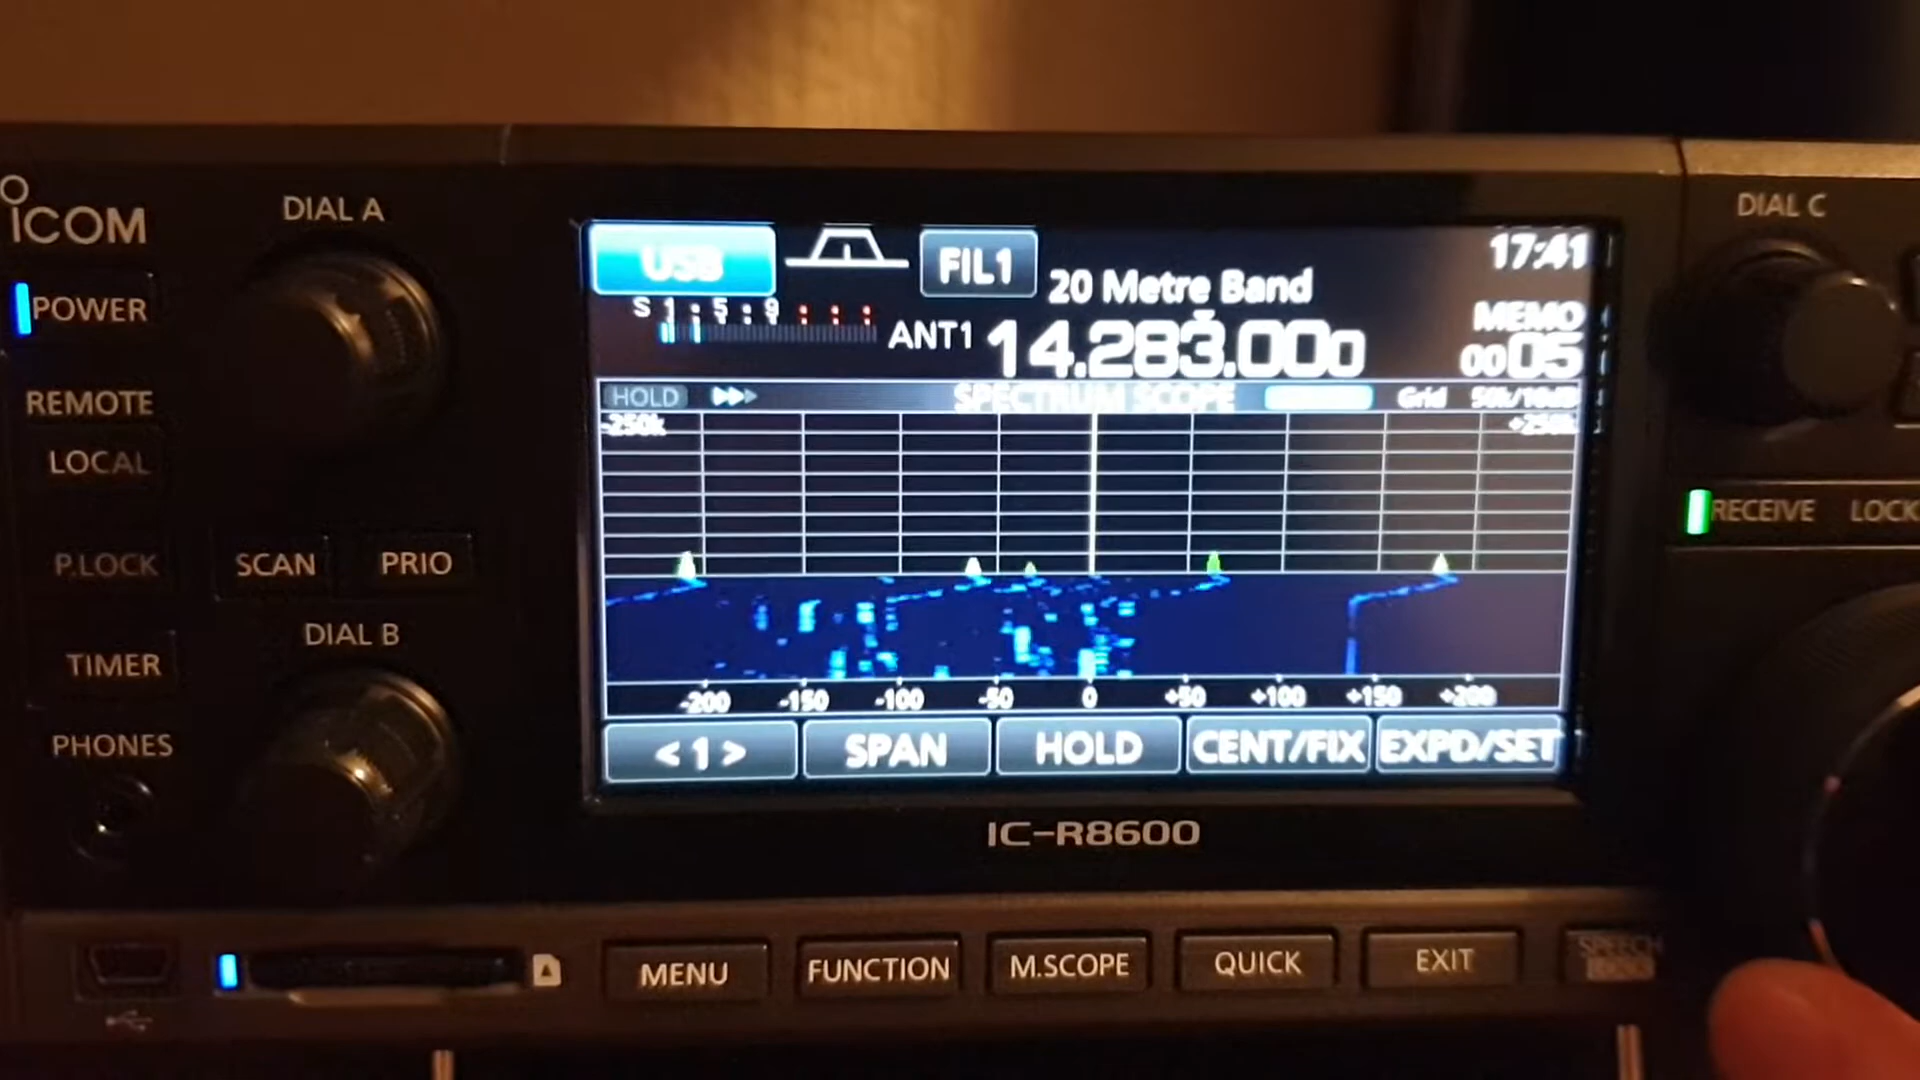 ICOM
DIAL A
POWER
REMOTE
LOCAL
P.LOCK
SCAN
PRIO
DIAL B
TIMER
PHONES
USB
FIL1
20 Metre Band
17:41
S 1 : 5 : 9
ANT1
14.283.000
MEMO
0005
HOLD
SPECTRUM SCOPE
Grid
50k/10dB
-250k
+250k
-200 -150 -100 -50 0 +50 +100 +150 +200
< 1 >
SPAN
HOLD
CENT/FIX
EXPD/SET
IC-R8600
MENU
FUNCTION
M.SCOPE
QUICK
EXIT
SPEECH
DIAL C
RECEIVE
LOCK